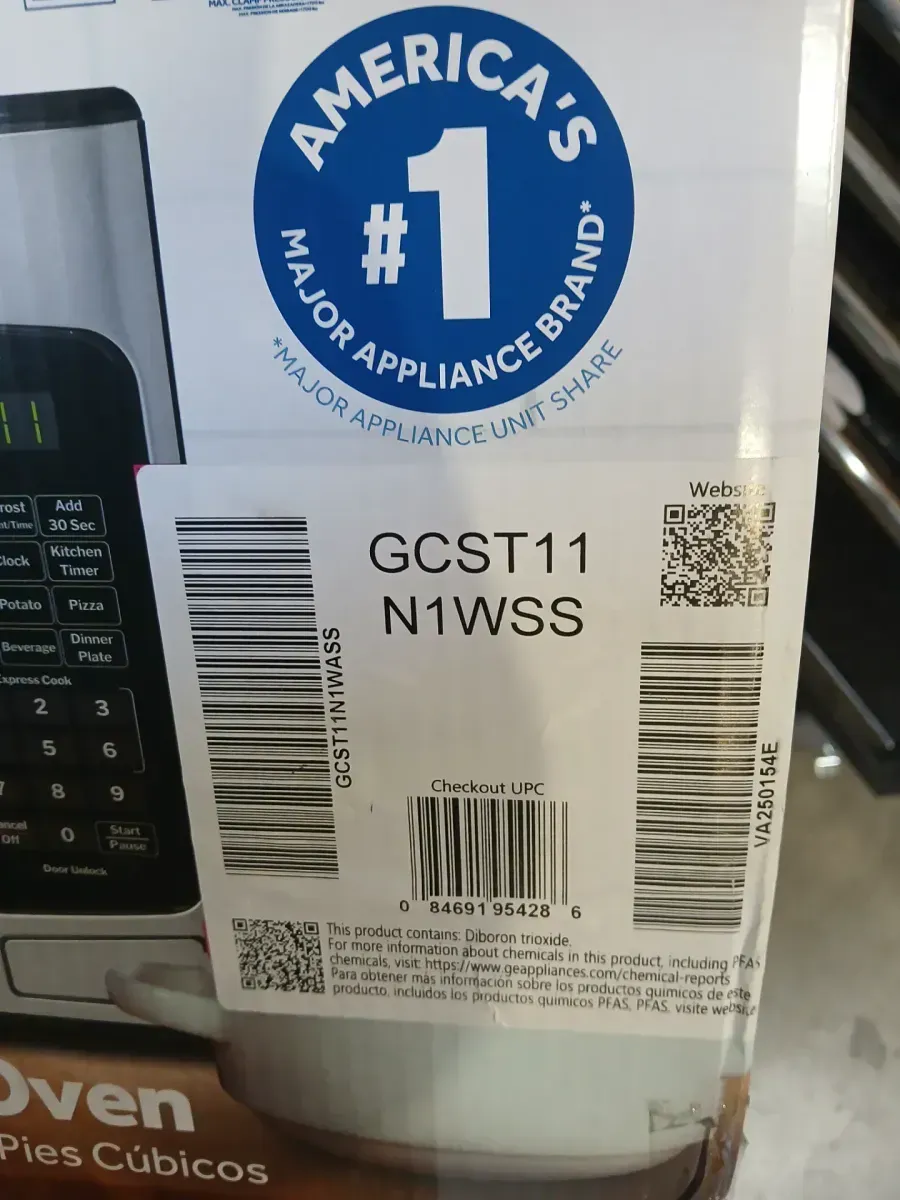 AMERICA'S
#1
MAJOR APPLIANCE BRAND*
*MAJOR APPLIANCE UNIT SHARE
Add
30 Sec
Kitchen
Timer
Potato
Pizza
Beverage
Dinner
Plate
Cook
2 3
5 6
8 9
0
Start
Pause
Door Unlock
Website
GCST11
N1WSS
GCST11N1WASS
VA250154E
Checkout UPC
0 84691 95428 6
This product contains: Diboron trioxide.
For more information about chemicals in this product, including PFAS
chemicals, visit: https://www.geappliances.com/chemical-reports
Para obtener más información sobre los productos quimicos de este
producto, incluidos los productos quimicos PFAS, PFAS, visite website
Oven
Pies Cúbicos